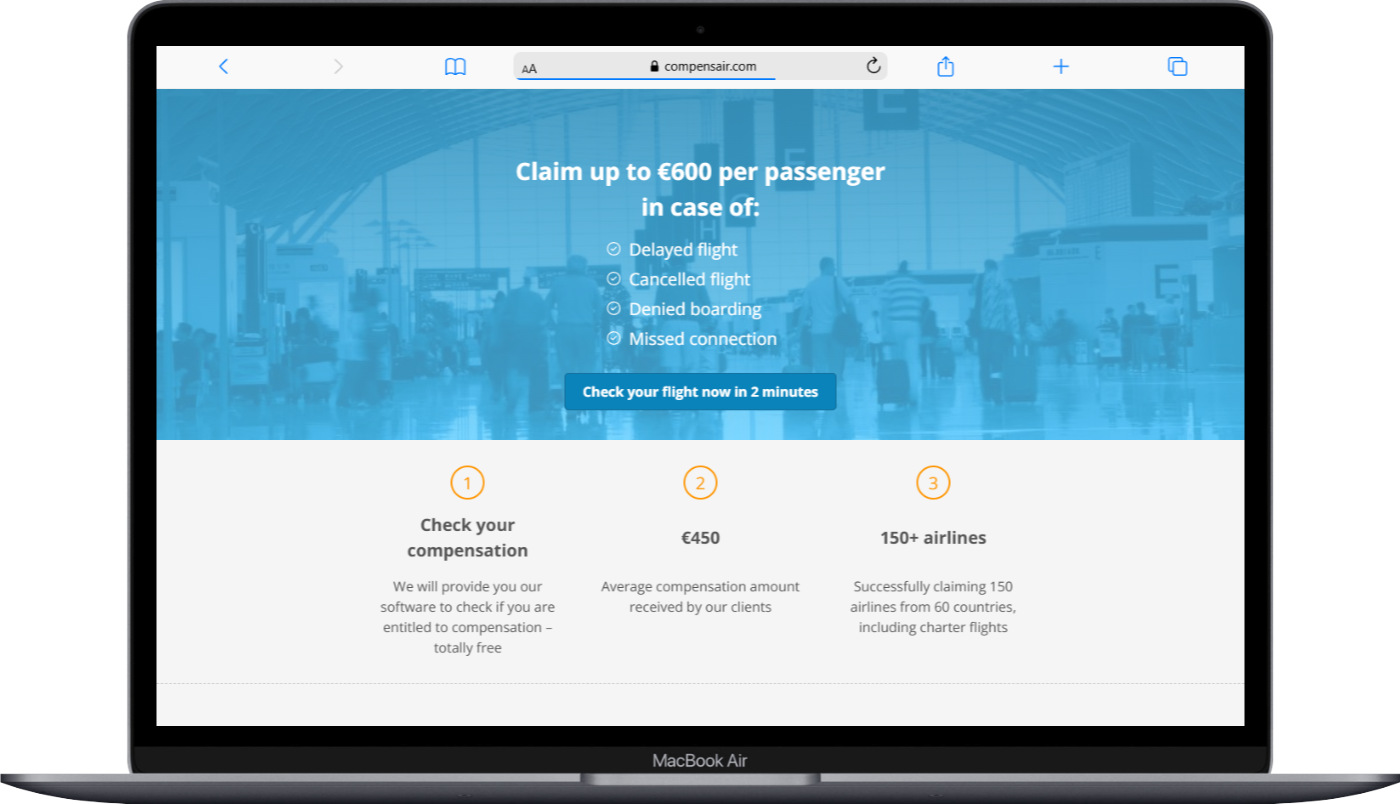 AA
compensair.com
Claim up to €600 per passenger
in case of:
Delayed flight
Cancelled flight
Denied boarding
Missed connection
Check your flight now in 2 minutes
1
Check your
compensation
We will provide you our
software to check if you are
entitled to compensation –
totally free
2
€450
Average compensation amount
received by our clients
3
150+ airlines
Successfully claiming 150
airlines from 60 countries,
including charter flights
MacBook Air